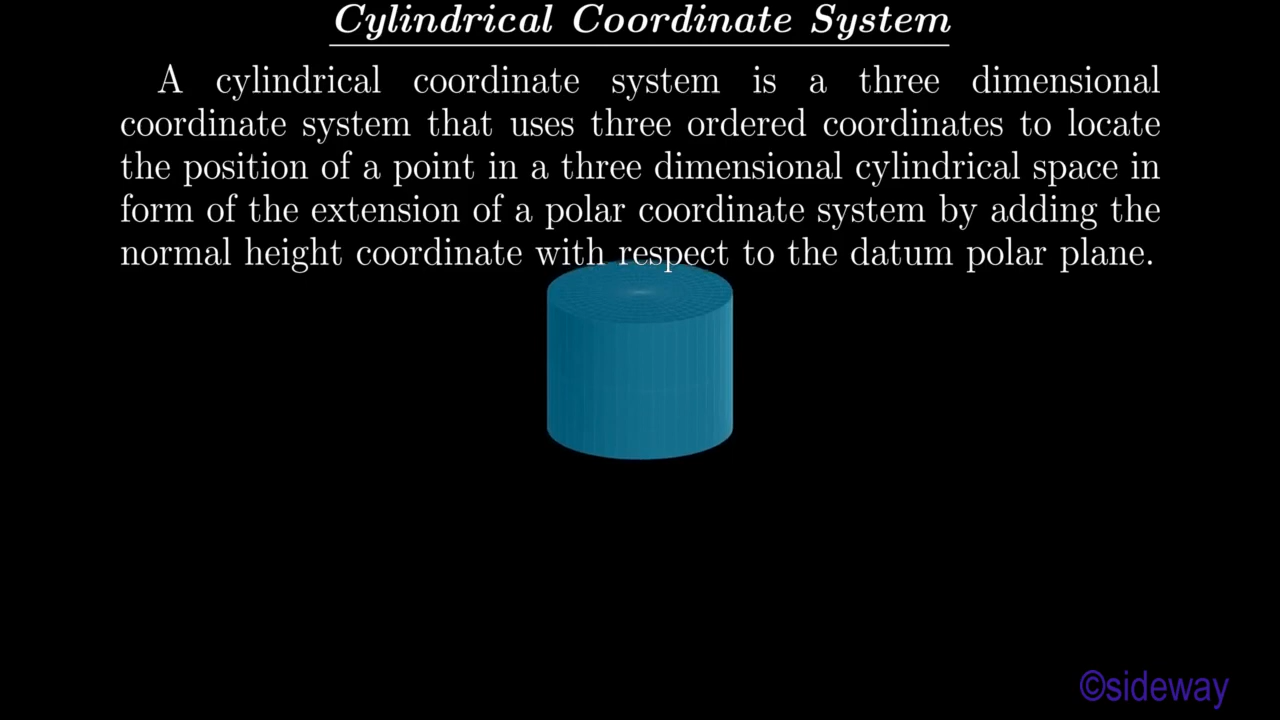 Cylindrical Coordinate System
A cylindrical coordinate system is a three dimensional
coordinate system that uses three ordered coordinates to locate
the position of a point in a three dimensional cylindrical space in
form of the extension of a polar coordinate system by adding the
normal height coordinate with respect to the datum polar plane.
©sideway